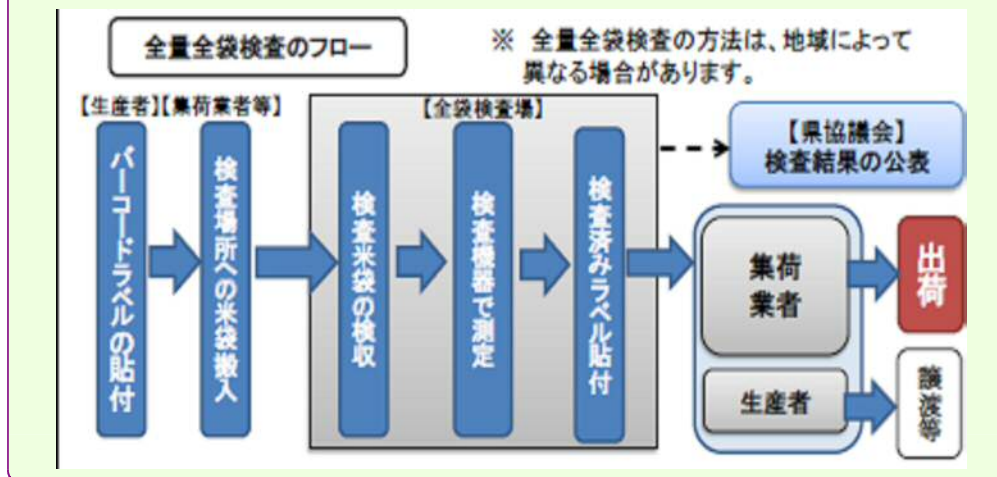 全量全袋検査のフロー
※ 全量全袋検査の方法は、地域によって
異なる場合があります。
【生産者】【集荷業者等】
【全袋検査場】
バーコードラベルの貼付
検査場所への米袋搬入
検査米袋の検収
検査機器で測定
検査済みラベル貼付
【県協議会】
検査結果の公表
集荷
業者
出荷
生産者
譲渡等